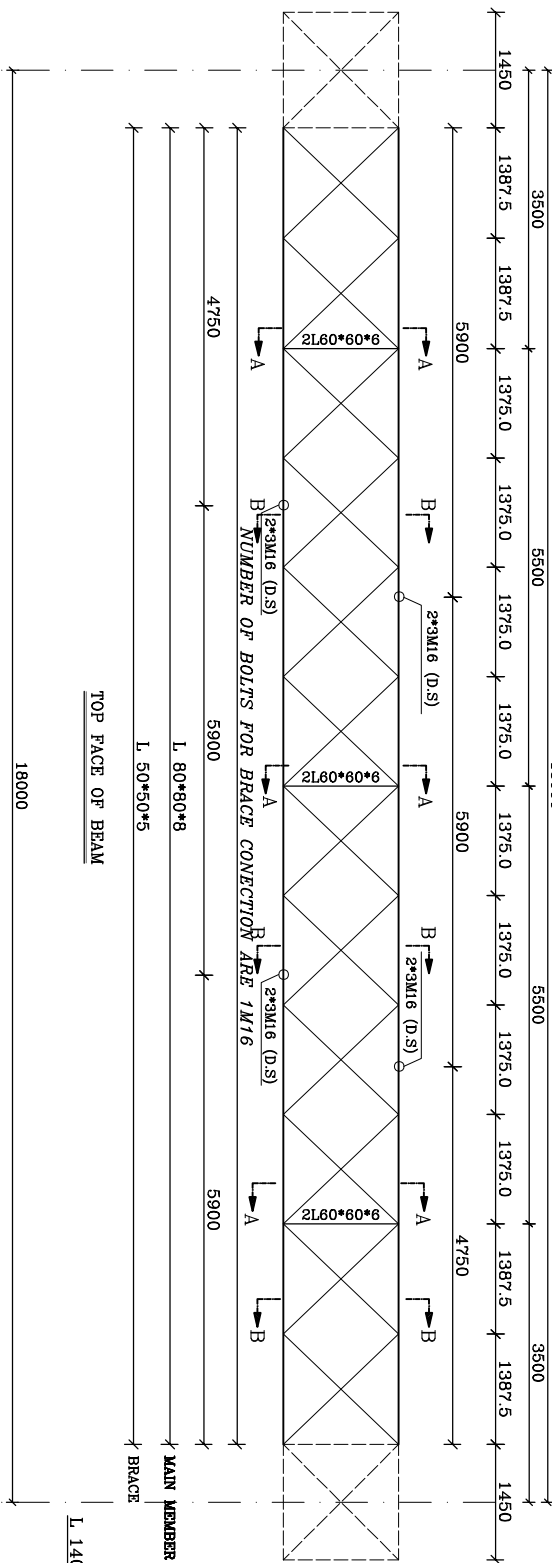 3500 5500 5500 3500
1450 1387.5 1387.5 1375.0 1375.0 1375.0 1375.0 1375.0 1375.0 1375.0 1375.0 1387.5 1387.5 1450
5900 5900 4750
A B A B A B
2*3M16 (D.S) 2*3M16 (D.S)
2L60*60*6 2L60*60*6 2L60*60*6
A B A B A B
2*3M16 (D.S) 2*3M16 (D.S)
NUMBER OF BOLTS FOR BRACE CONECTION ARE 1M16
4750 5900 5900
L 80*80*8 MAIN MEMBER
L 50*50*5 BRACE
TOP FACE OF BEAM
18000